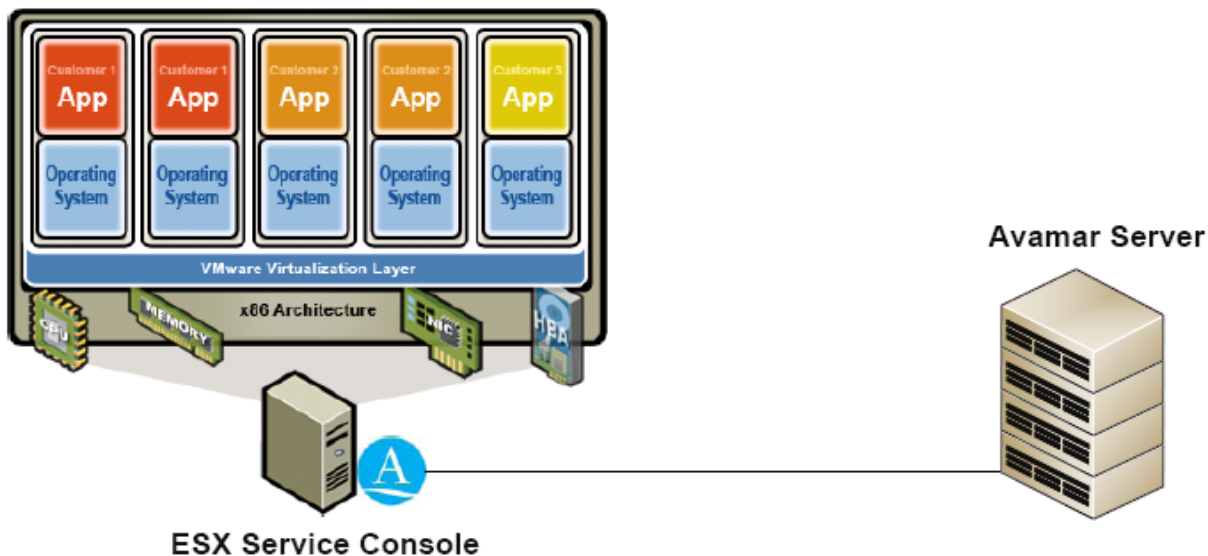 Customer 1
App
Customer 1
App
Customer 2
App
Customer 2
App
Customer 3
App
Operating
System
Operating
System
Operating
System
Operating
System
Operating
System
VMware Virtualization Layer
x86 Architecture
CPU
MEMORY
NIC
HBA
Avamar Server
A
ESX Service Console